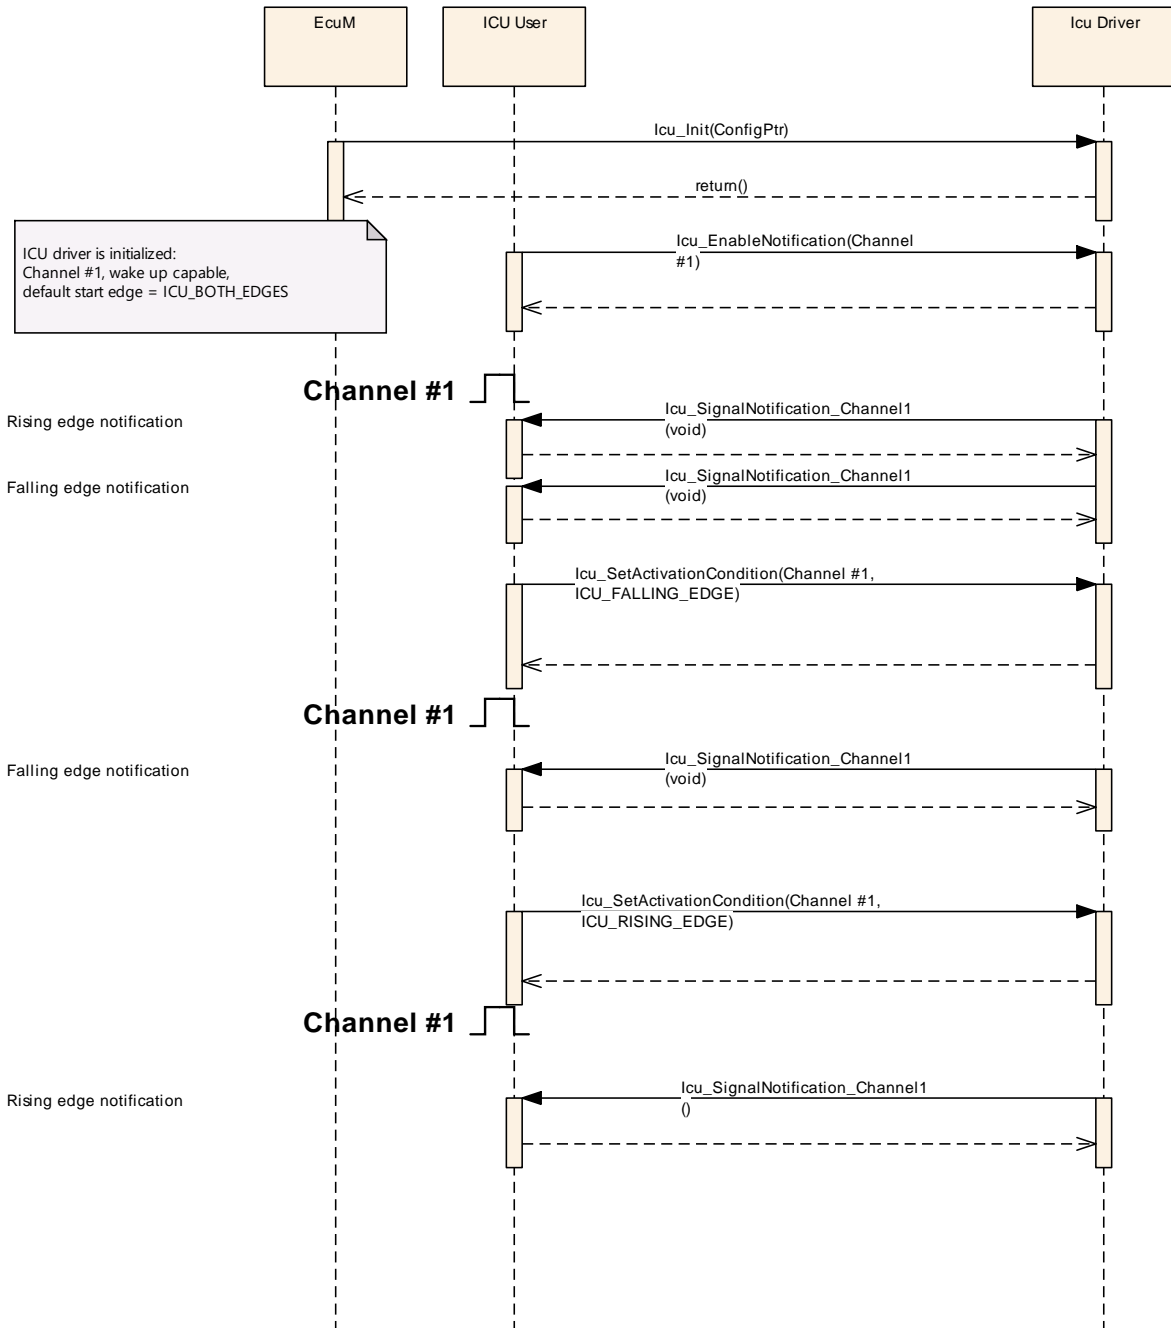 EcuM
ICU User
Icu Driver
Icu_Init(ConfigPtr)
return()
ICU driver is initialized:
Channel #1, wake up capable,
default start edge = ICU_BOTH_EDGES
Icu_EnableNotification(Channel
#1)
Channel #1
Rising edge notification
Icu_SignalNotification_Channel1
(void)
Falling edge notification
Icu_SignalNotification_Channel1
(void)
Icu_SetActivationCondition(Channel #1,
ICU_FALLING_EDGE)
Channel #1
Falling edge notification
Icu_SignalNotification_Channel1
(void)
Icu_SetActivationCondition(Channel #1,
ICU_RISING_EDGE)
Channel #1
Rising edge notification
Icu_SignalNotification_Channel1
()